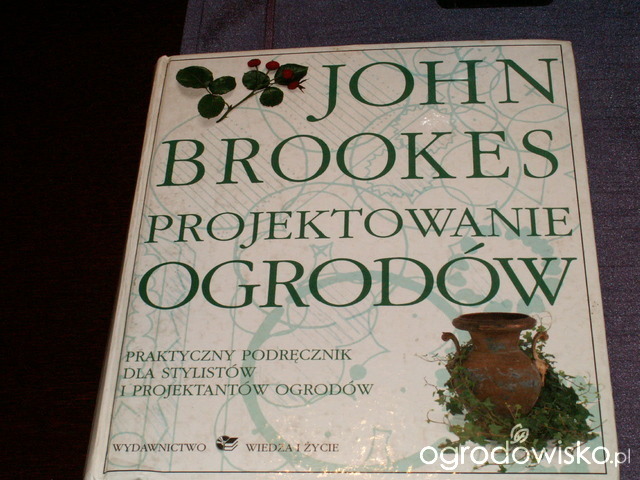 JOHN
BROOKES
PROJEKTOWANIE
OGRODÓW
PRAKTYCZNY PODRĘCZNIK
DLA STYLISTÓW
I PROJEKTANTÓW OGRODÓW
WYDAWNICTWO WIEDZA I ŻYCIE
ogrodowisko.pl